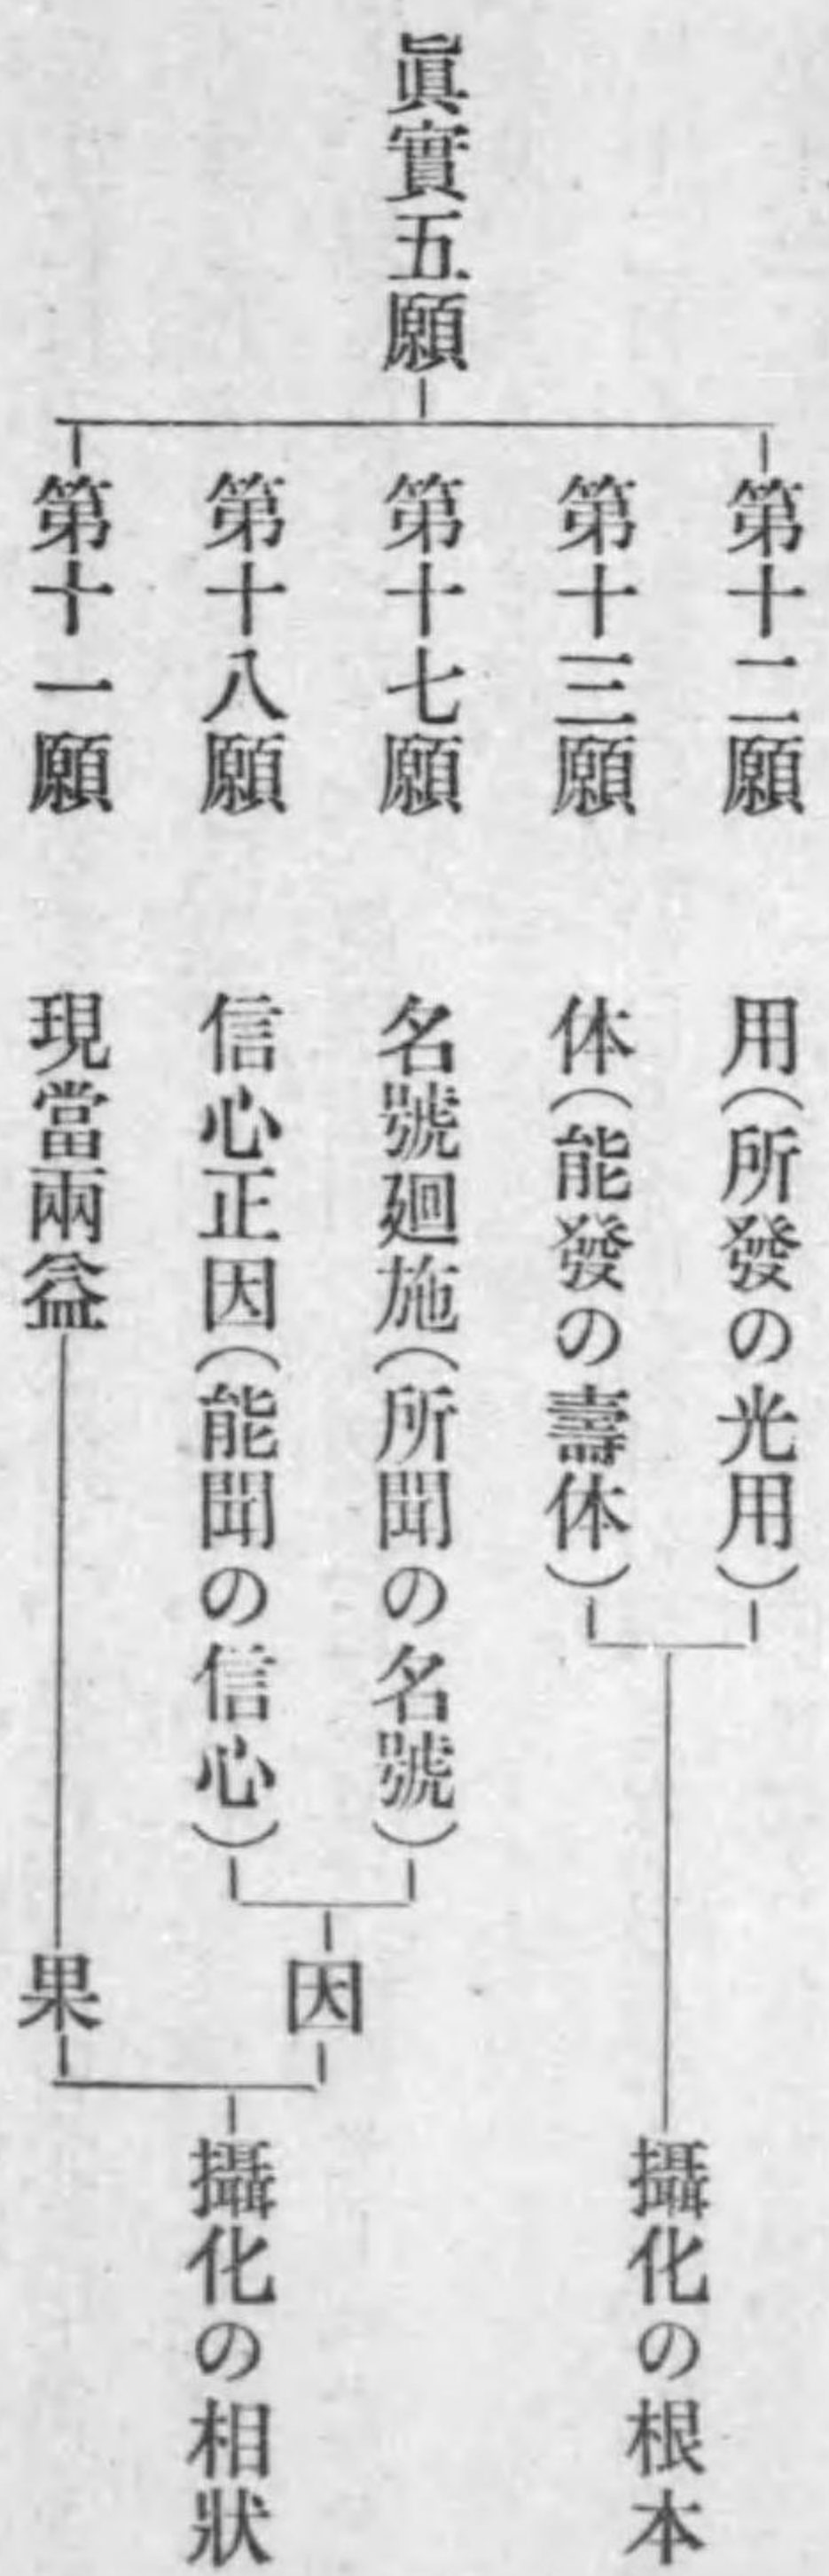 眞實五願
第十二願
用(所發の光用)
第十三願
体(能發の壽体)
攝化の根本
第十七願
名號廻施(所聞の名號)
第十八願
信心正因(能聞の信心)
因
第十一願
現當兩益
果
攝化の相狀